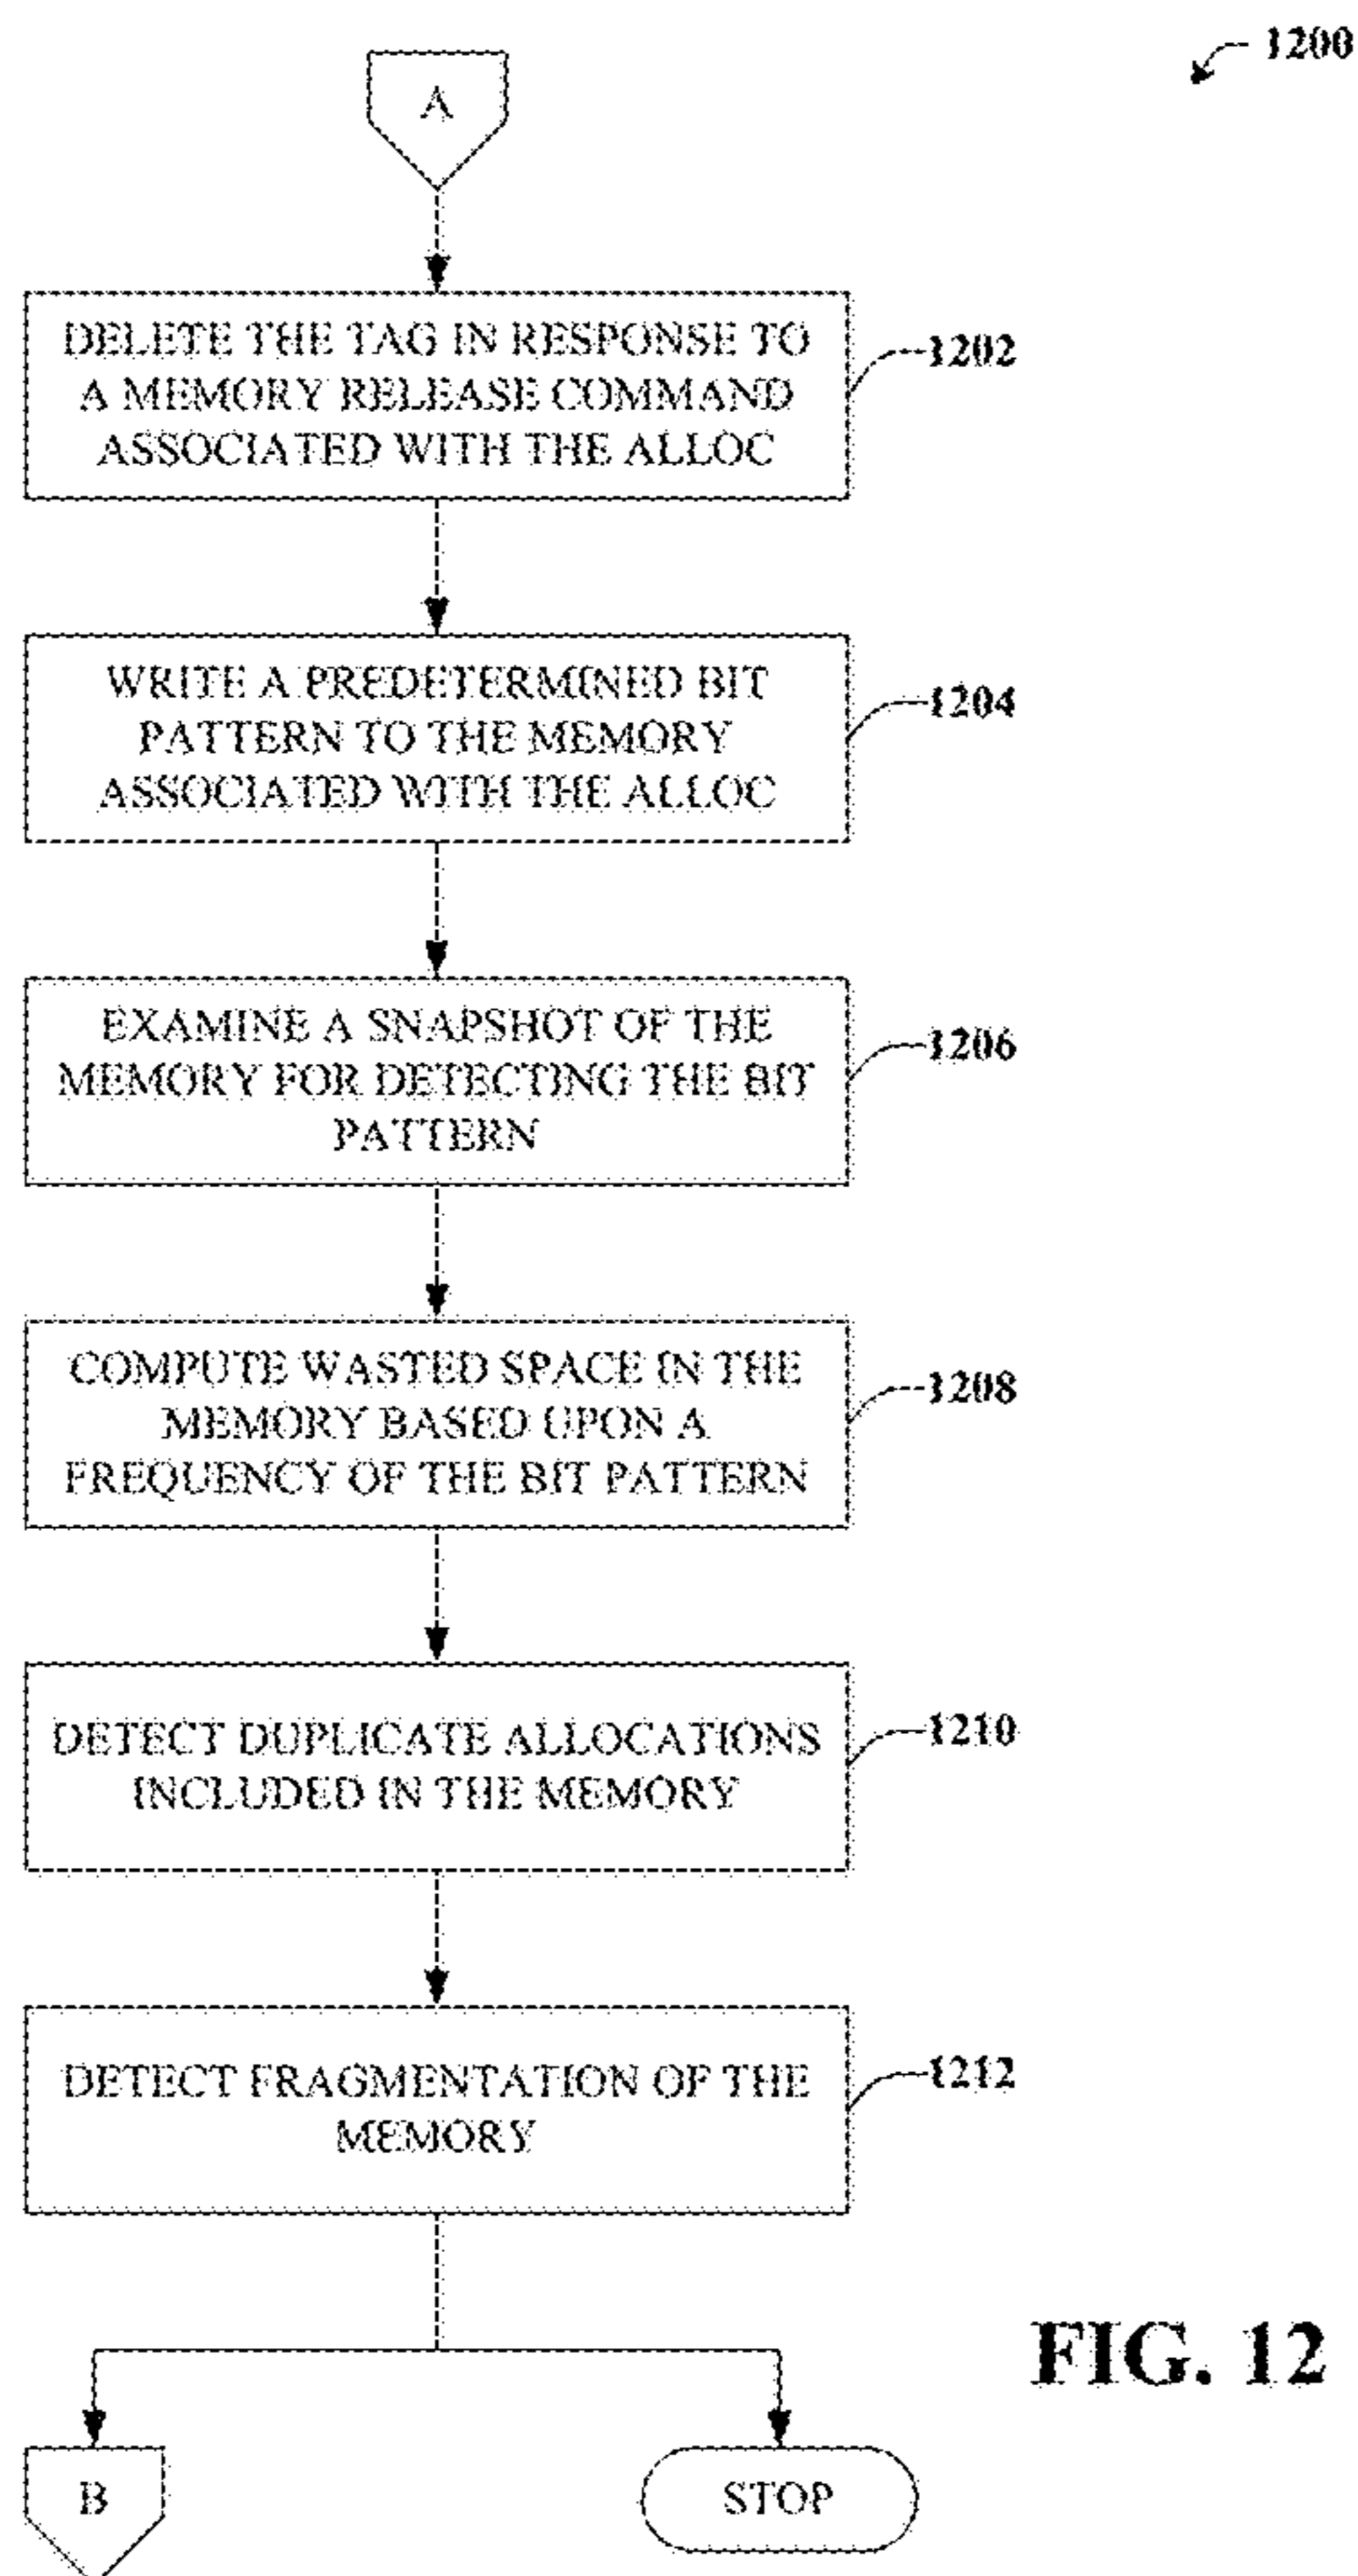 1200
A
DELETE THE TAG IN RESPONSE TO
A MEMORY RELEASE COMMAND
ASSOCIATED WITH THE ALLOC
1202
WRITE A PREDETERMINED BIT
PATTERN TO THE MEMORY
ASSOCIATED WITH THE ALLOC
1204
EXAMINE A SNAPSHOT OF THE
MEMORY FOR DETECTING THE BIT
PATTERN
1206
COMPUTE WASTED SPACE IN THE
MEMORY BASED UPON A
FREQUENCY OF THE BIT PATTERN
1208
DETECT DUPLICATE ALLOCATIONS
INCLUDED IN THE MEMORY
1210
DETECT FRAGMENTATION OF THE
MEMORY
1212
FIG. 12
B
STOP